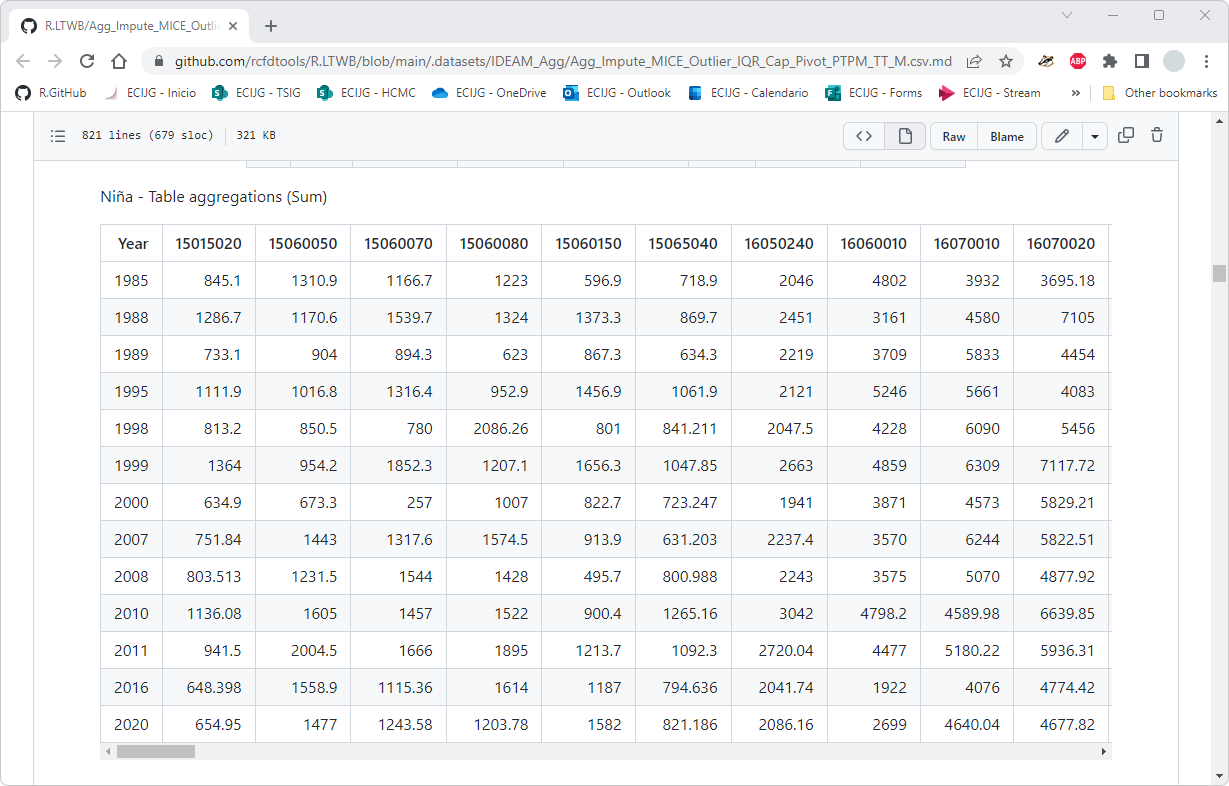 R.LTWB/Agg_Impute_MICE_Outlie
github.com/rcfdtools/R.LTWB/blob/main/.datasets/IDEAM_Agg/Agg_Impute_MICE_Outlier_IQR_Cap_Pivot_PTPM_TT_M.csv.md
ABP
R.GitHub ECIJG - Inicio ECIJG - TSIG ECIJG - HCMC ECIJG - OneDrive ECIJG - Outlook ECIJG - Calendario ECIJG - Forms ECIJG - Stream » Other bookmarks
821 lines (679 sloc) 321 KB <> Raw Blame
Niña - Table aggregations (Sum)
Year 15015020 15060050 15060070 15060080 15060150 15065040 16050240 16060010 16070010 16070020
1985 845.1 1310.9 1166.7 1223 596.9 718.9 2046 4802 3932 3695.18
1988 1286.7 1170.6 1539.7 1324 1373.3 869.7 2451 3161 4580 7105
1989 733.1 904 894.3 623 867.3 634.3 2219 3709 5833 4454
1995 1111.9 1016.8 1316.4 952.9 1456.9 1061.9 2121 5246 5661 4083
1998 813.2 850.5 780 2086.26 801 841.211 2047.5 4228 6090 5456
1999 1364 954.2 1852.3 1207.1 1656.3 1047.85 2663 4859 6309 7117.72
2000 634.9 673.3 257 1007 822.7 723.247 1941 3871 4573 5829.21
2007 751.84 1443 1317.6 1574.5 913.9 631.203 2237.4 3570 6244 5822.51
2008 803.513 1231.5 1544 1428 495.7 800.988 2243 3575 5070 4877.92
2010 1136.08 1605 1457 1522 900.4 1265.16 3042 4798.2 4589.98 6639.85
2011 941.5 2004.5 1666 1895 1213.7 1092.3 2720.04 4477 5180.22 5936.31
2016 648.398 1558.9 1115.36 1614 1187 794.636 2041.74 1922 4076 4774.42
2020 654.95 1477 1243.58 1203.78 1582 821.186 2086.16 2699 4640.04 4677.82